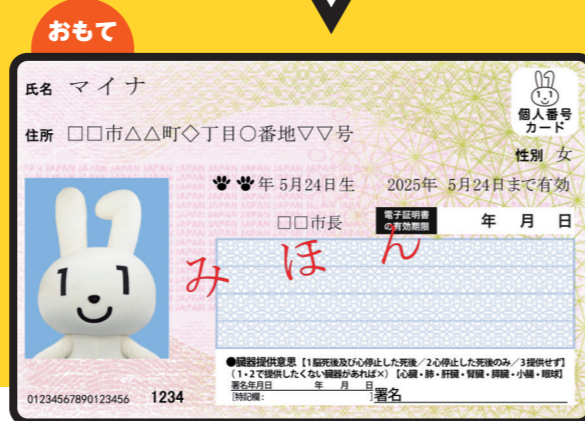 おもて
氏名 マイナ
個人番号
カード
住所 □□市△△町◇丁目○番地▽▽号
性別 女
年 5月24日生 2025年 5月24日まで有効
□□市長 電子証明書の有効期限 年 月 日
みほん
●臓器提供意思【1脳死後及び心停止した死後／2心停止した死後のみ／3提供せず】
(1・2で提供したくない臓器があれば×)【心臓・肺・肝臓・腎臓・膵臓・小腸・眼球】
署名年月日 年 月 日
[特記欄: ]署名
01234567890123456 1234